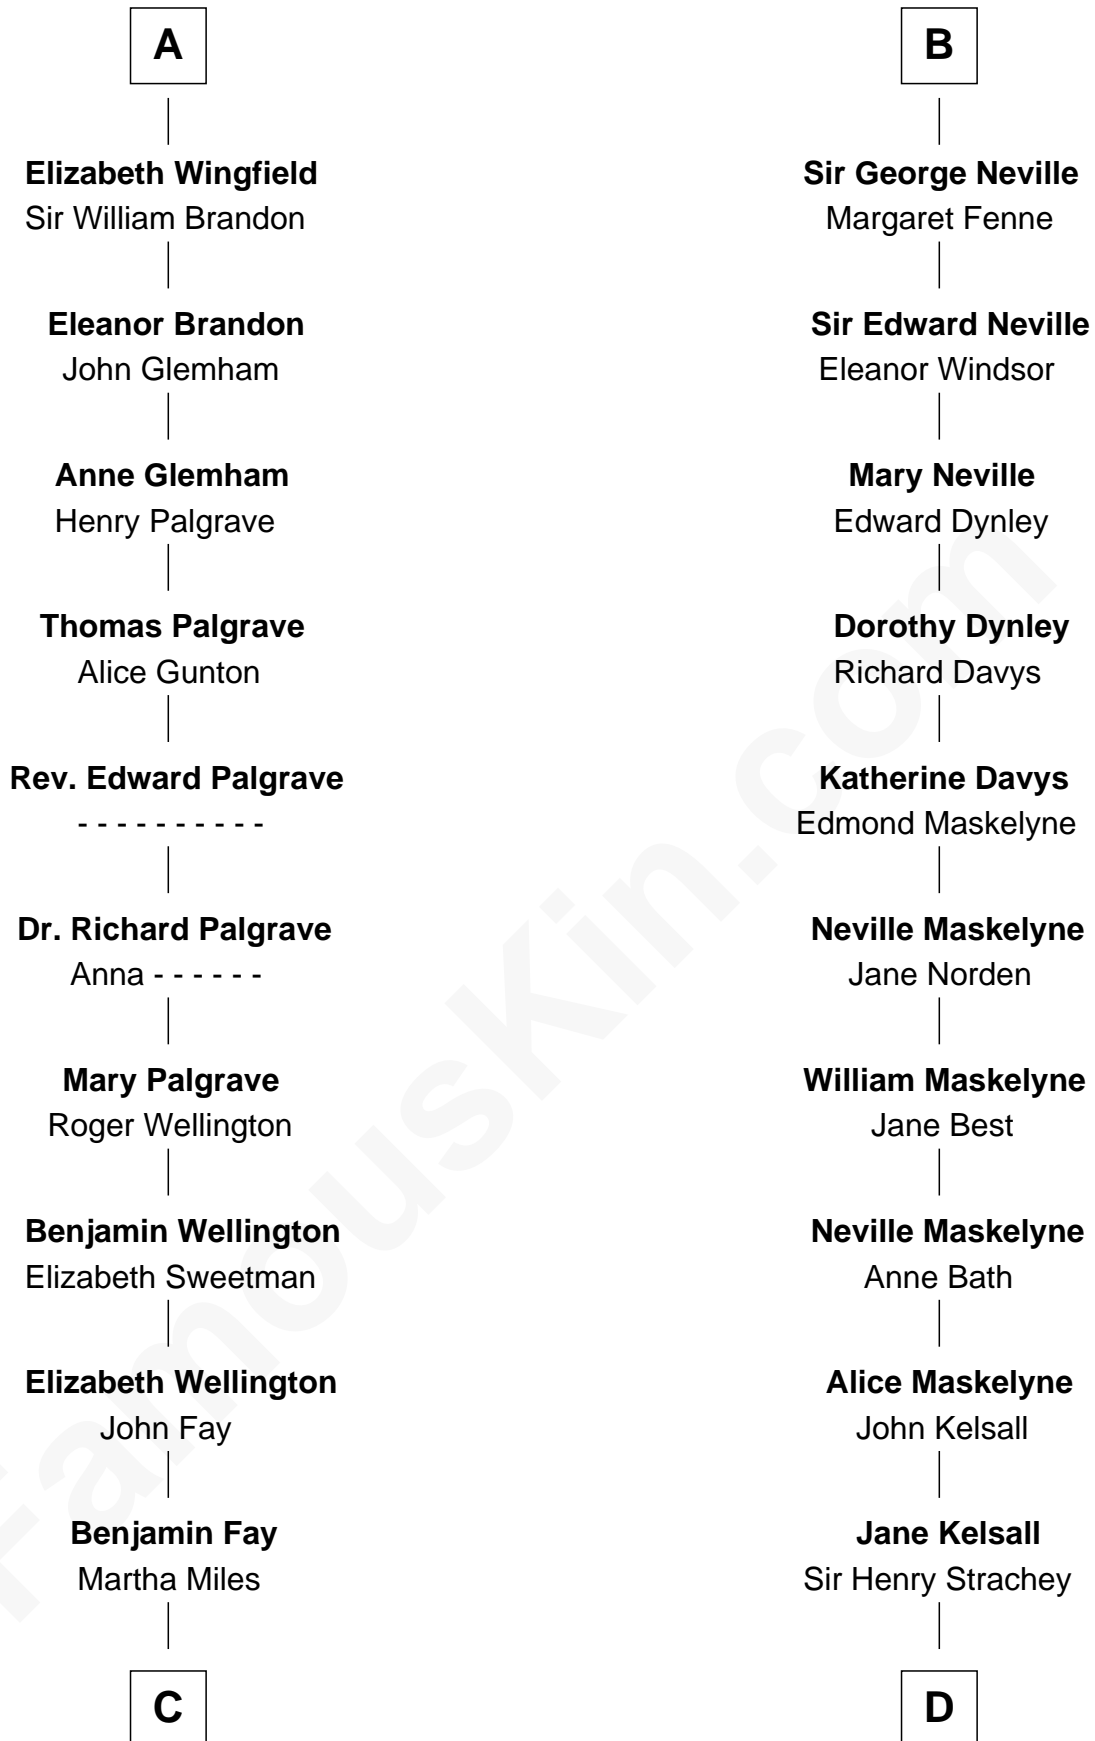 A
Elizabeth Wingfield
Sir William Brandon
Eleanor Brandon
John Glemham
Anne Glemham
Henry Palgrave
Thomas Palgrave
Alice Gunton
Rev. Edward Palgrave
- - - - - - - - - -
Dr. Richard Palgrave
Anna - - - - - -
Mary Palgrave
Roger Wellington
Benjamin Wellington
Elizabeth Sweetman
Elizabeth Wellington
John Fay
Benjamin Fay
Martha Miles
C
B
Sir George Neville
Margaret Fenne
Sir Edward Neville
Eleanor Windsor
Mary Neville
Edward Dynley
Dorothy Dynley
Richard Davys
Katherine Davys
Edmond Maskelyne
Neville Maskelyne
Jane Norden
William Maskelyne
Jane Best
Neville Maskelyne
Anne Bath
Alice Maskelyne
John Kelsall
Jane Kelsall
Sir Henry Strachey
D
FamousKin.com